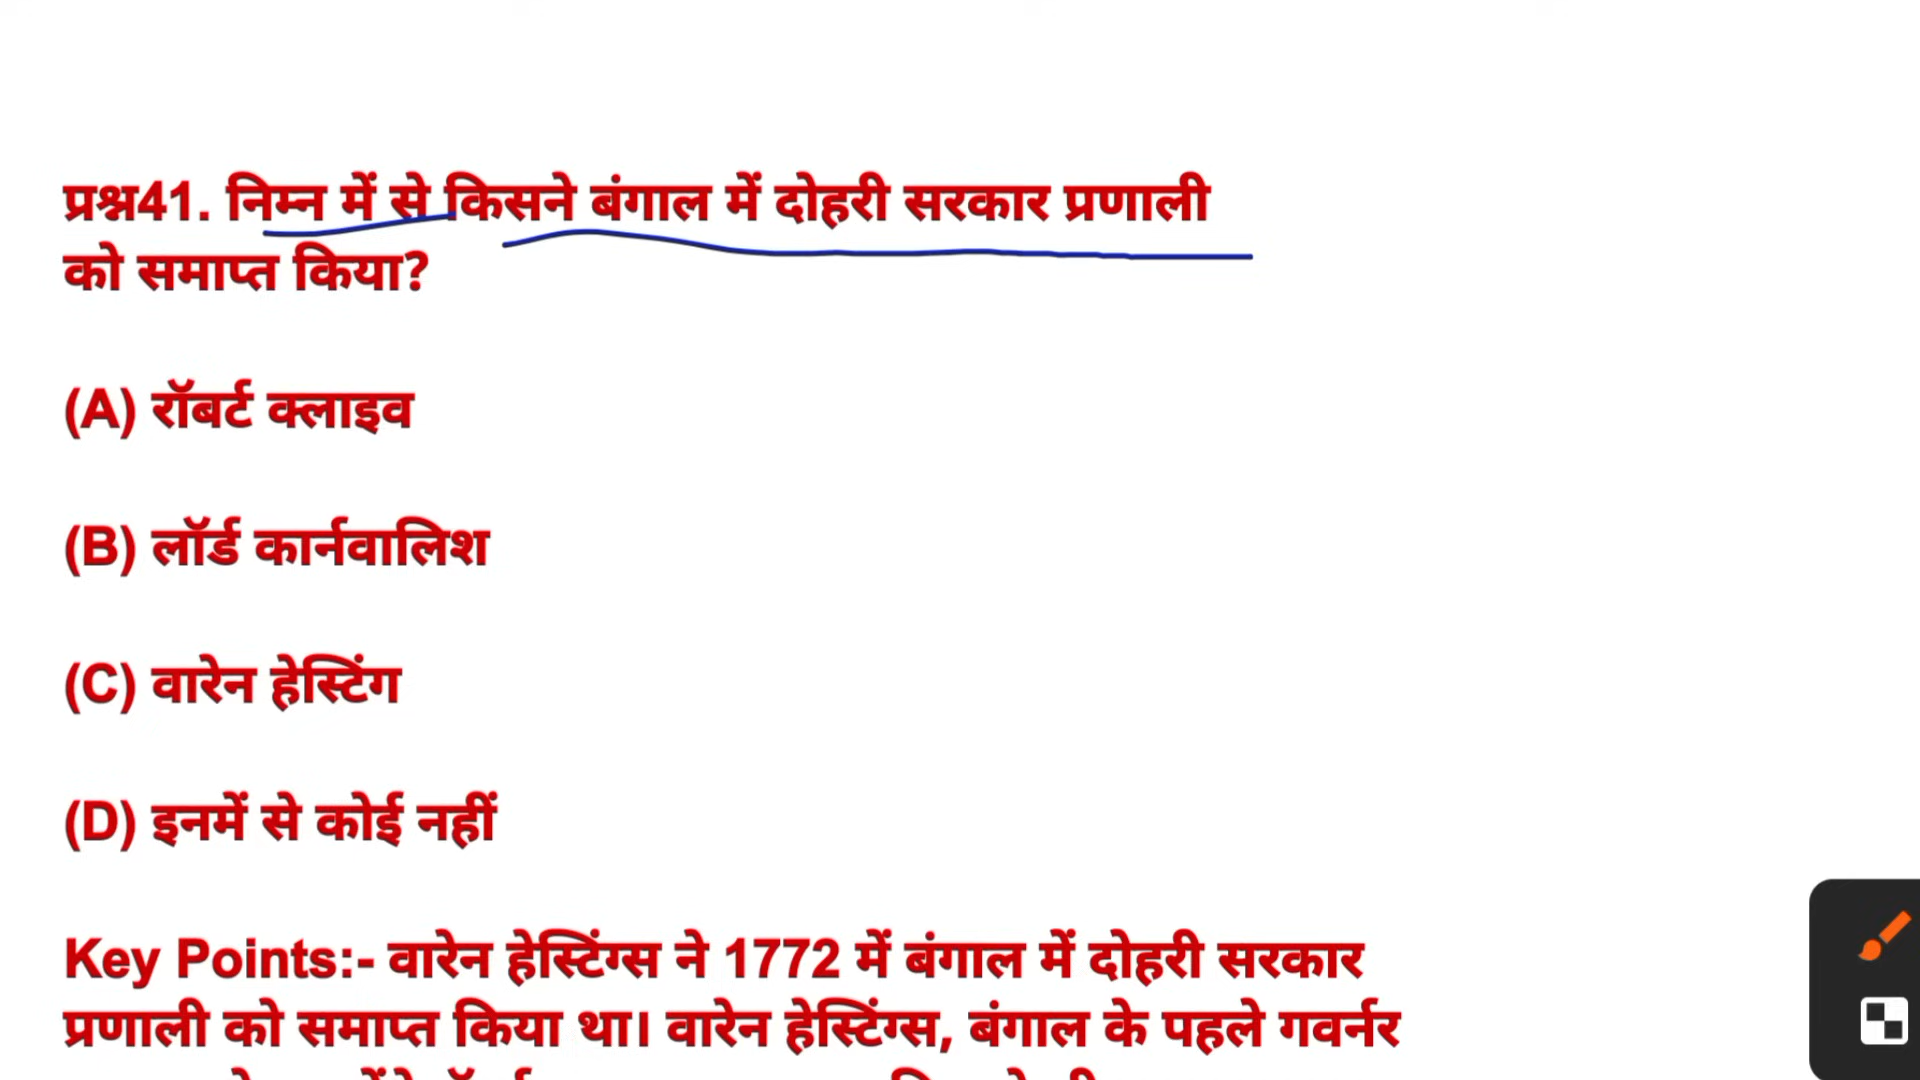 प्रश्न41. निम्न में से किसने बंगाल में दोहरी सरकार प्रणाली
को समाप्त किया?
(A) रॉबर्ट क्लाइव
(B) लॉर्ड कार्नवालिश
(C) वारेन हेस्टिंग
(D) इनमें से कोई नहीं
Key Points:- वारेन हेस्टिंग्स ने 1772 में बंगाल में दोहरी सरकार
प्रणाली को समाप्त किया था। वारेन हेस्टिंग्स, बंगाल के पहले गवर्नर